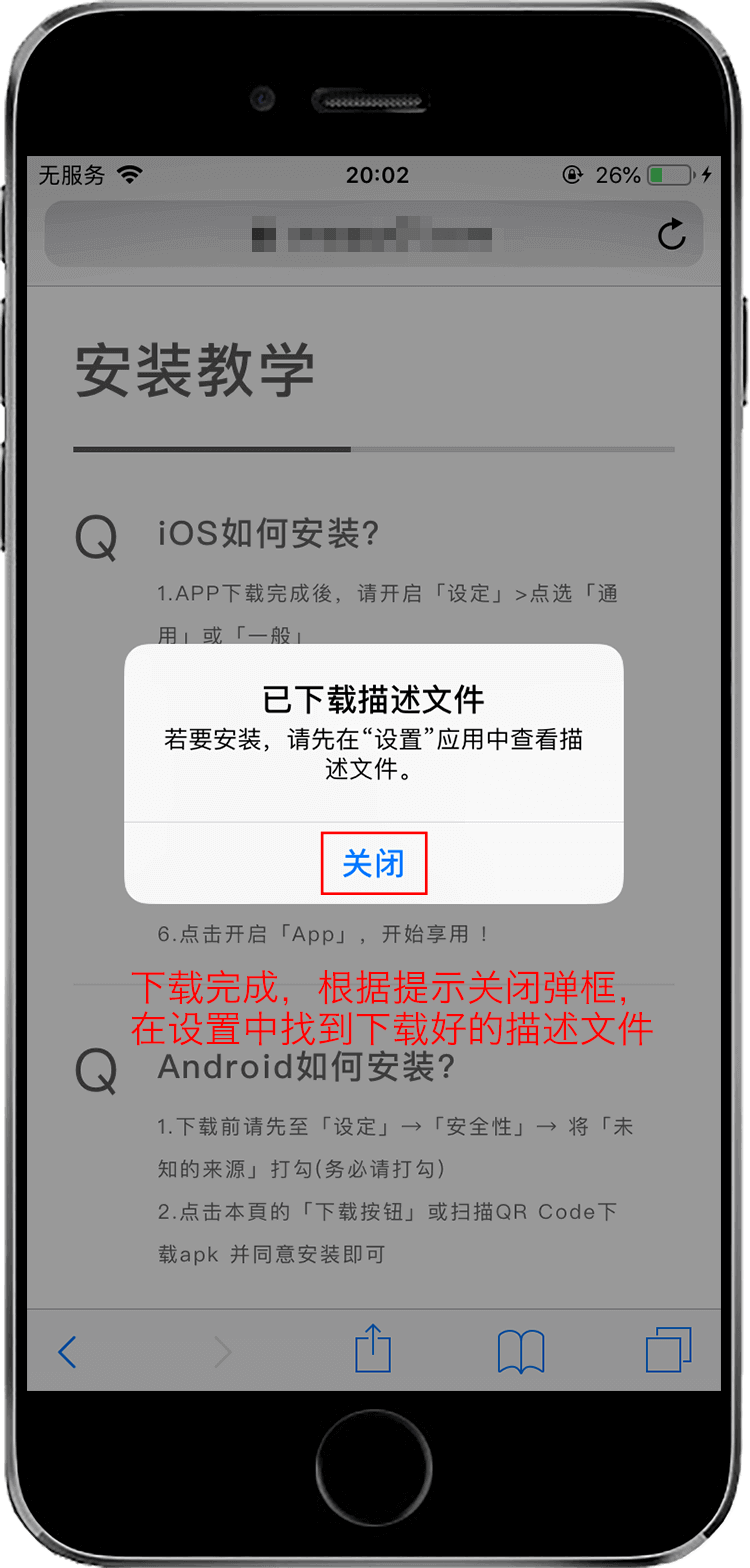 无服务
20:02
26%
安装教学
Q
iOS如何安装?
1.APP下载完成後，请开启「设定」>点选「通
用」或「一般」
已下载描述文件
若要安装，请先在“设置”应用中查看描
述文件。
关闭
6.点击开启「App」，开始享用！
下载完成，根据提示关闭弹框，
在设置中找到下载好的描述文件
Q
Android如何安装?
1.下载前请先至「设定」→「安全性」→ 将「未
知的来源」打勾(务必请打勾)
2.点击本頁的「下载按钮」或扫描QR Code下
载apk 并同意安装即可